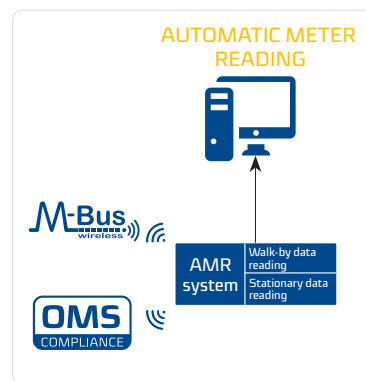 AUTOMATIC METER
READING
M-Bus
wireless
AMR
system
Walk-by data
reading
Stationary data
reading
OMS
COMPLIANCE